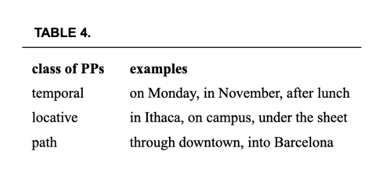 TABLE 4.
class of PPs examples
temporal on Monday, in November, after lunch
locative in Ithaca, on campus, under the sheet
path through downtown, into Barcelona